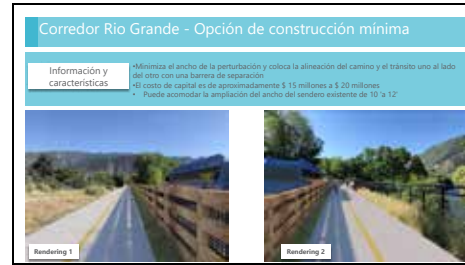 Corredor Rio Grande - Opción de construcción mínima
Información y
características
•Minimiza el ancho de la perturbación y coloca la alineación del camino y el tránsito uno al lado
del otro con una barrera de separación
•El costo de capital es de aproximadamente $ 15 millones a $ 20 millones
• Puede acomodar la ampliación del ancho del sendero existente de 10 'a 12'
Rendering 1
Rendering 2